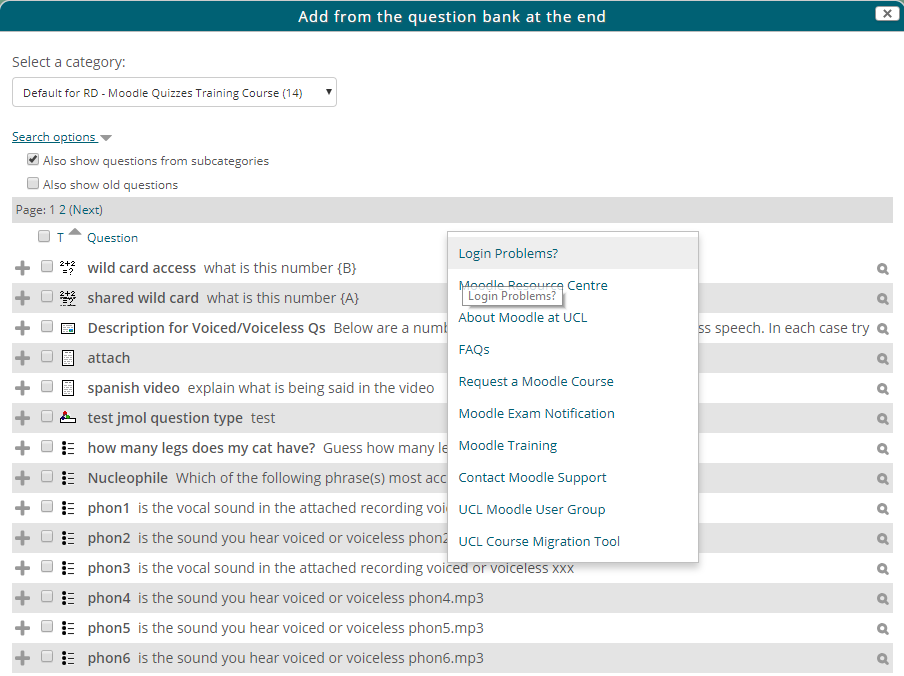 Add from the question bank at the end
Select a category:
Default for RD - Moodle Quizzes Training Course (14)
Search options
Also show questions from subcategories
Also show old questions
Page: 1 2 (Next)
T Question
wild card access what is this number {B}
shared wild card what is this number {A}
Description for Voiced/Voiceless Qs Below are a numb ss speech. In each case try
attach
spanish video explain what is being said in the video
test jmol question type test
how many legs does my cat have? Guess how many le
Nucleophile Which of the following phrase(s) most acc
phon1 is the vocal sound in the attached recording voi
phon2 is the sound you hear voiced or voiceless phon2
phon3 is the vocal sound in the attached recording voiced or voiceless xxx
phon4 is the sound you hear voiced or voiceless phon4.mp3
phon5 is the sound you hear voiced or voiceless phon5.mp3
phon6 is the sound you hear voiced or voiceless phon6.mp3
Login Problems?
Moodle Resource Centre
Login Problems?
About Moodle at UCL
FAQs
Request a Moodle Course
Moodle Exam Notification
Moodle Training
Contact Moodle Support
UCL Moodle User Group
UCL Course Migration Tool